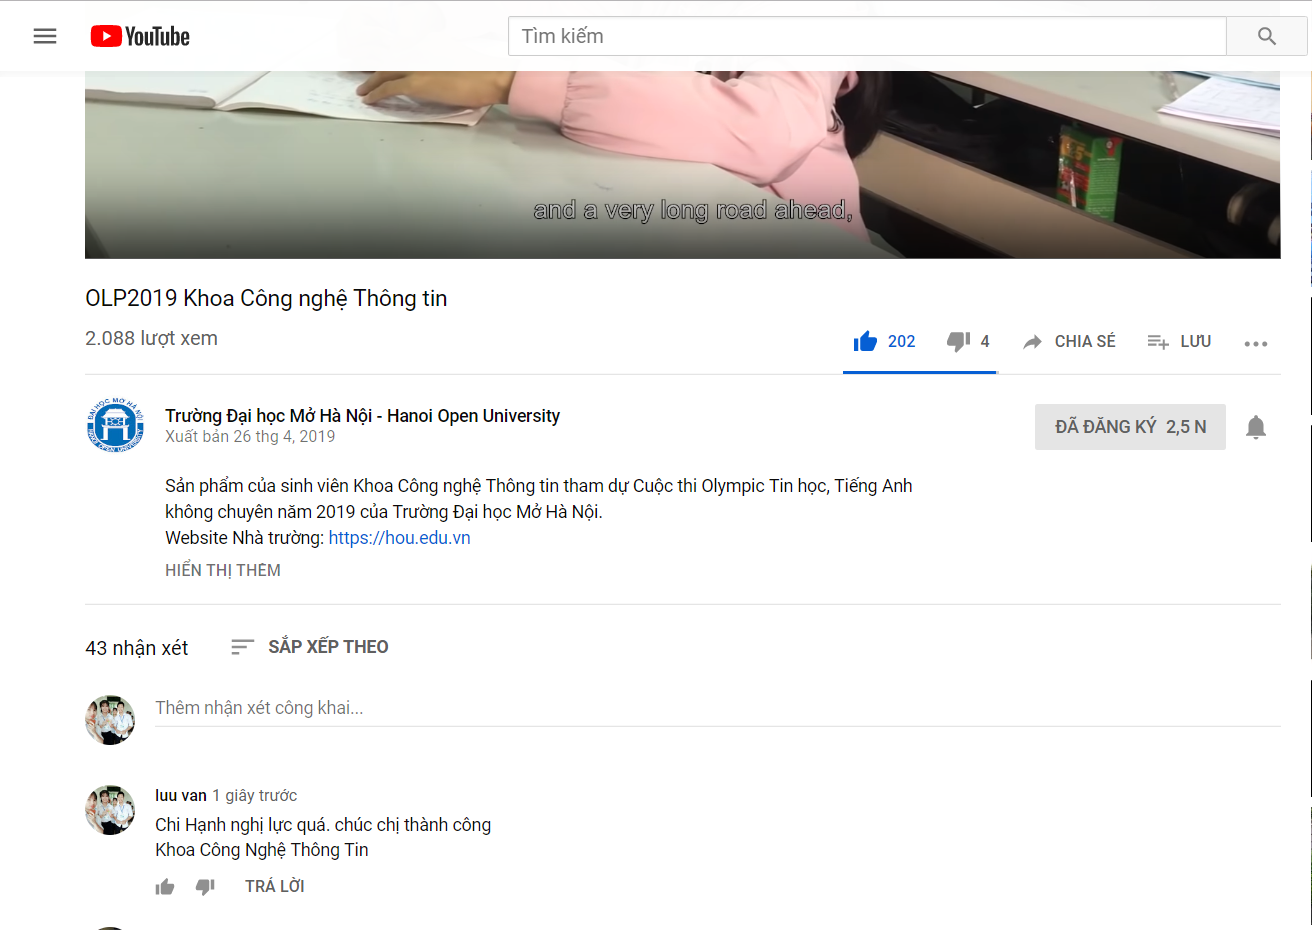 YouTube
Tìm kiếm
and a very long road ahead,
OLP2019 Khoa Công nghệ Thông tin
2.088 lượt xem
202
4
CHIA SẺ
LƯU
Trường Đại học Mở Hà Nội - Hanoi Open University
Xuất bản 26 thg 4, 2019
ĐÃ ĐĂNG KÝ 2,5 N
Sản phẩm của sinh viên Khoa Công nghệ Thông tin tham dự Cuộc thi Olympic Tin học, Tiếng Anh
không chuyên năm 2019 của Trường Đại học Mở Hà Nội.
Website Nhà trường: https://hou.edu.vn
HIỂN THỊ THÊM
43 nhận xét
SẮP XẾP THEO
Thêm nhận xét công khai...
luu van 1 giây trước
Chi Hạnh nghị lực quá. chúc chị thành công
Khoa Công Nghệ Thông Tin
TRẢ LỜI